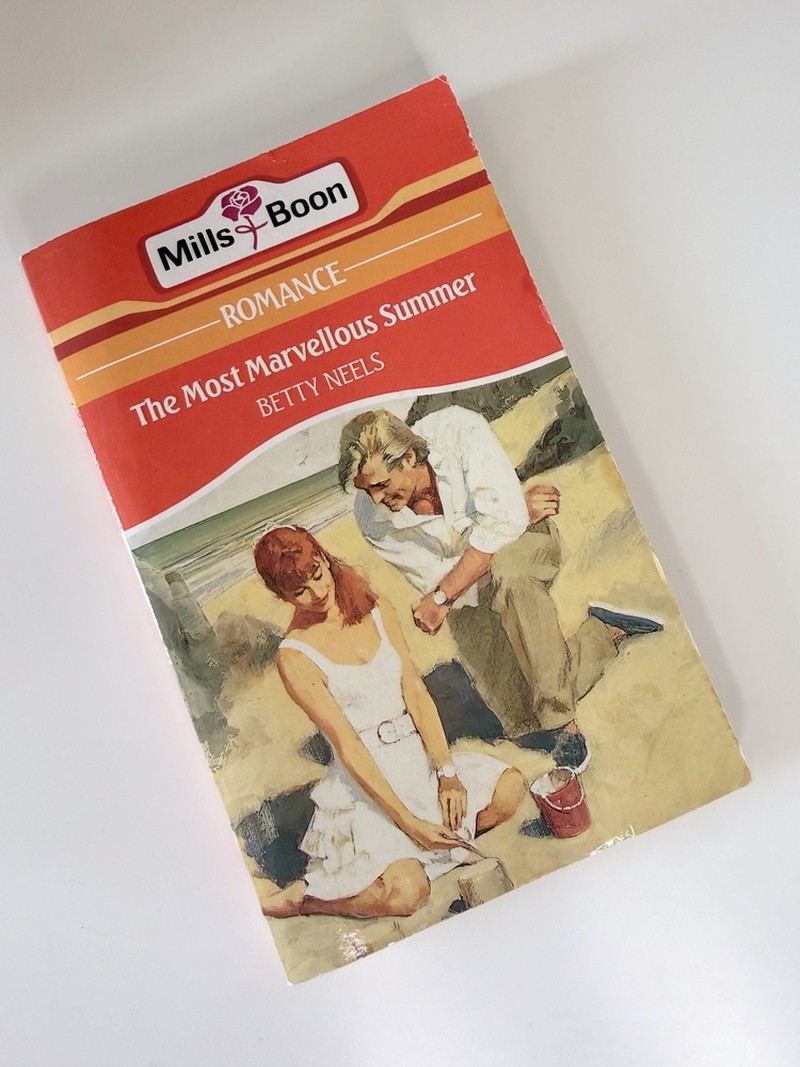 Mills & Boon
ROMANCE
The Most Marvellous Summer
BETTY NEELS